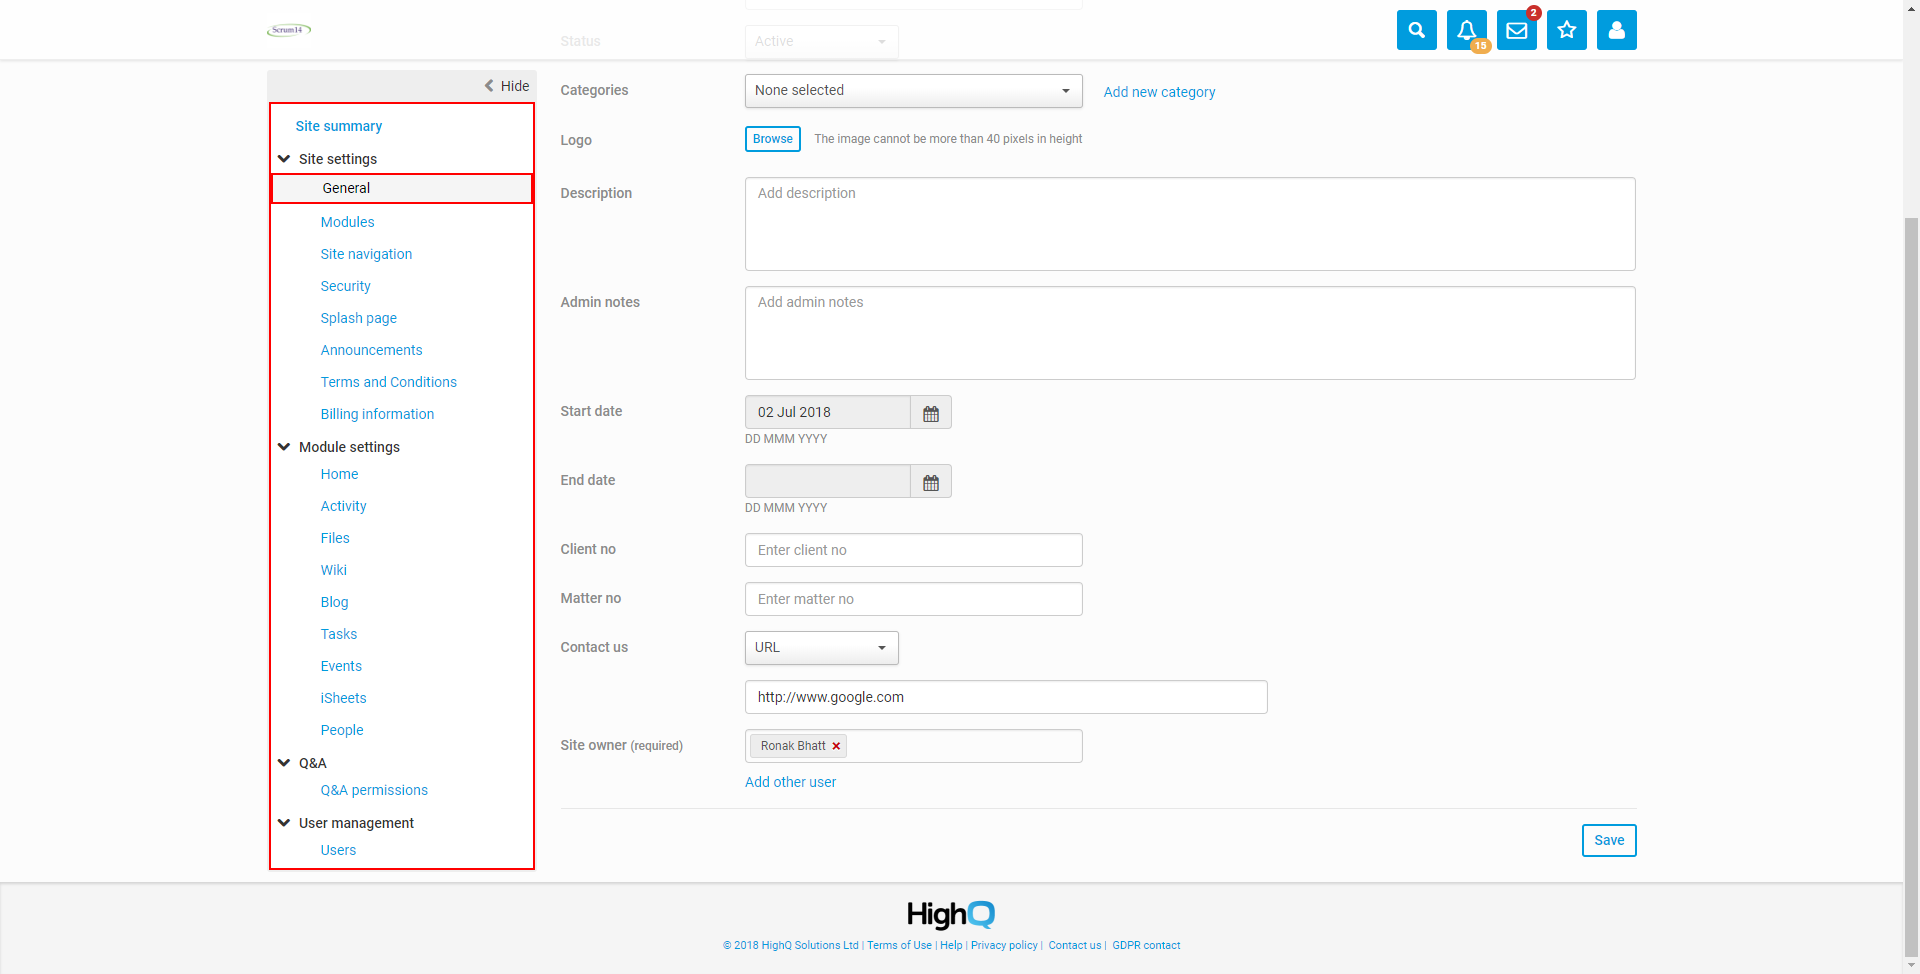 Scrum14
Status
Active
15
2
Hide
Site summary
Site settings
General
Modules
Site navigation
Security
Splash page
Announcements
Terms and Conditions
Billing information
Module settings
Home
Activity
Files
Wiki
Blog
Tasks
Events
iSheets
People
Q&A
Q&A permissions
User management
Users
Categories
None selected
Add new category
Logo
Browse
The image cannot be more than 40 pixels in height
Description
Add description
Admin notes
Add admin notes
Start date
02 Jul 2018
DD MMM YYYY
End date
DD MMM YYYY
Client no
Enter client no
Matter no
Enter matter no
Contact us
URL
http://www.google.com
Site owner (required)
Ronak Bhatt
Add other user
Save
HighQ
© 2018 HighQ Solutions Ltd | Terms of Use | Help | Privacy policy | Contact us | GDPR contact